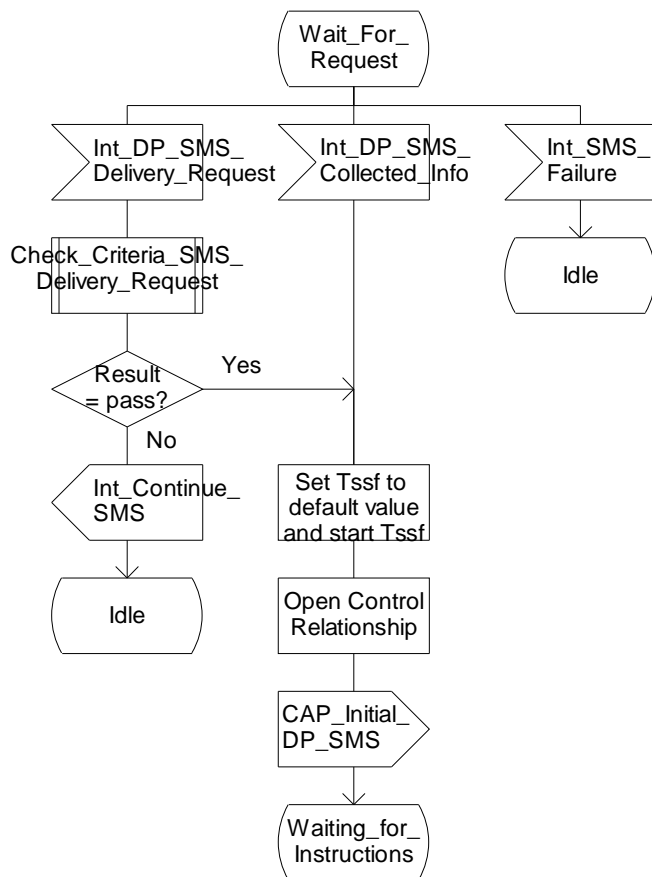 Wait_For_
Request
Int_DP_SMS_
Delivery_Request
Int_DP_SMS_
Collected_Info
Int_SMS_
Failure
Check_Criteria_SMS_
Delivery_Request
Idle
Result
= pass?
Yes
No
Int_Continue_
SMS
Set Tssf to
default value
and start Tssf
Idle
Open Control
Relationship
CAP_Initial_
DP_SMS
Waiting_for_
Instructions